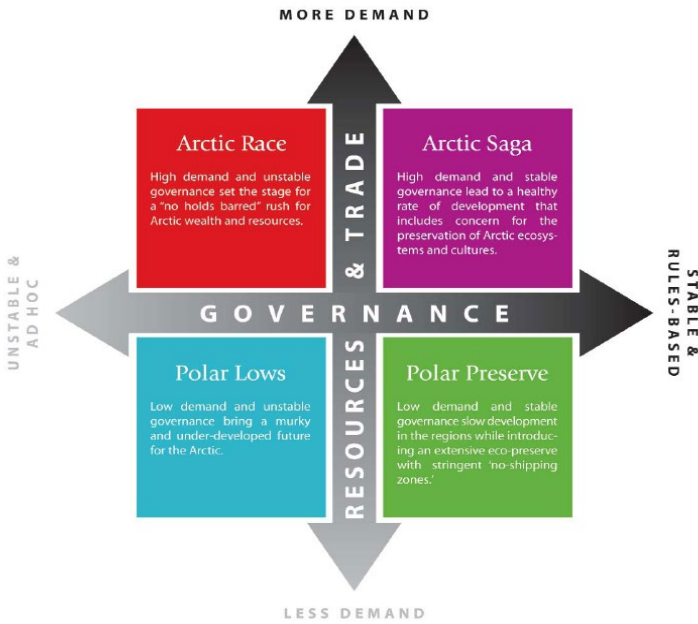 MORE DEMAND
Arctic Race
High demand and unstable
governance set the stage for
a "no holds barred" rush for
Arctic wealth and resources.
Arctic Saga
High demand and stable
governance lead to a healthy
rate of development that
includes concern for the
preservation of Arctic ecosys-
tems and cultures.
UNSTABLE &
AD HOC
GOVERNANCE
STABLE &
RULES-BASED
RESOURCES & TRADE
Polar Lows
Low demand and unstable
governance bring a murky
and under-developed future
for the Arctic.
Polar Preserve
Low demand and stable
governance slow development
in the regions while introduc-
ing an extensive eco-preserve
with stringent 'no-shipping
zones.'
LESS DEMAND